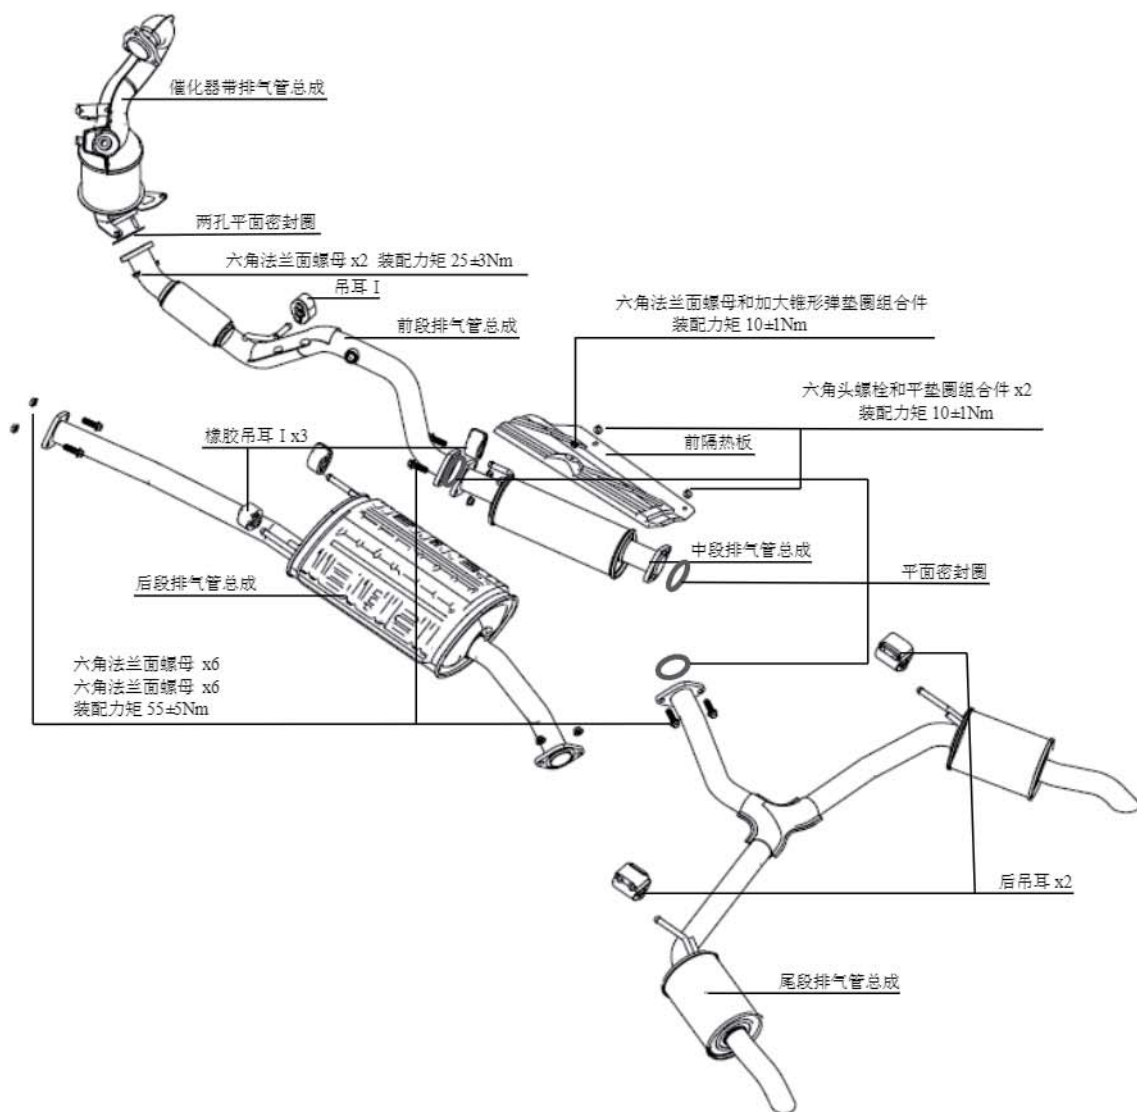 催化器带排气管总成
两孔平面密封圈
六角法兰面螺母 x2 装配力矩 25±3Nm
吊耳 I
前段排气管总成
六角法兰面螺母和加大锥形弹垫圈组合件
装配力矩 10±1Nm
六角头螺栓和平垫圈组合件 x2
装配力矩 10±1Nm
橡胶吊耳 I x3
前隔热板
中段排气管总成
平面密封圈
后段排气管总成
六角法兰面螺母 x6
六角法兰面螺母 x6
装配力矩 55±5Nm
后吊耳 x2
尾段排气管总成